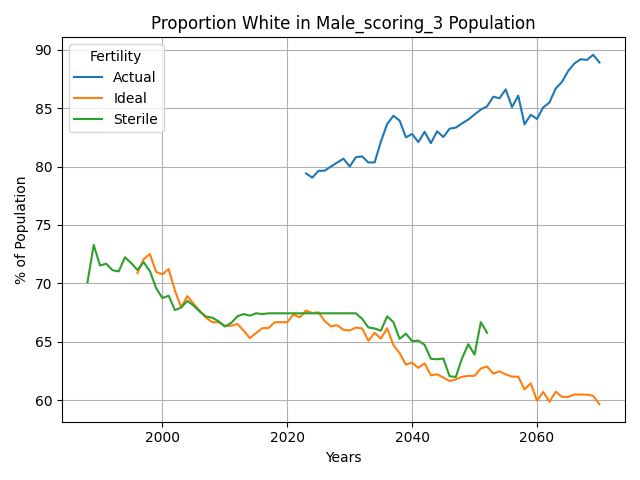 Proportion White in Male_scoring_3 Population
% of Population
90
85
80
75
70
65
60
Fertility
Actual
Ideal
Sterile
2000
2020
2040
2060
Years